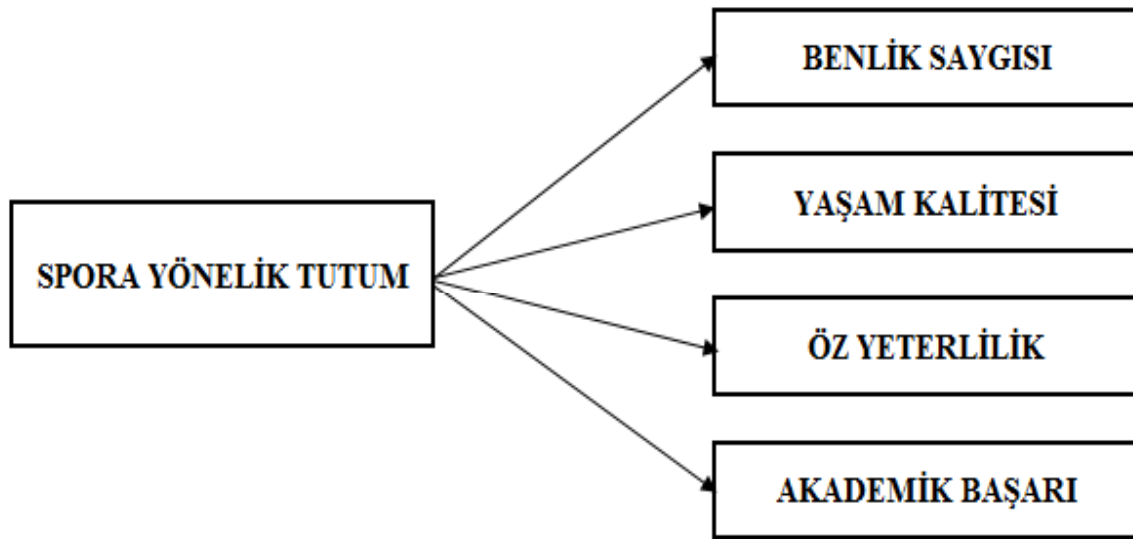 BENLİK SAYGISI
YAŞAM KALİTESİ
SPORA YÖNELİK TUTUM
ÖZ YETERLİLİK
AKADEMİK BAŞARI